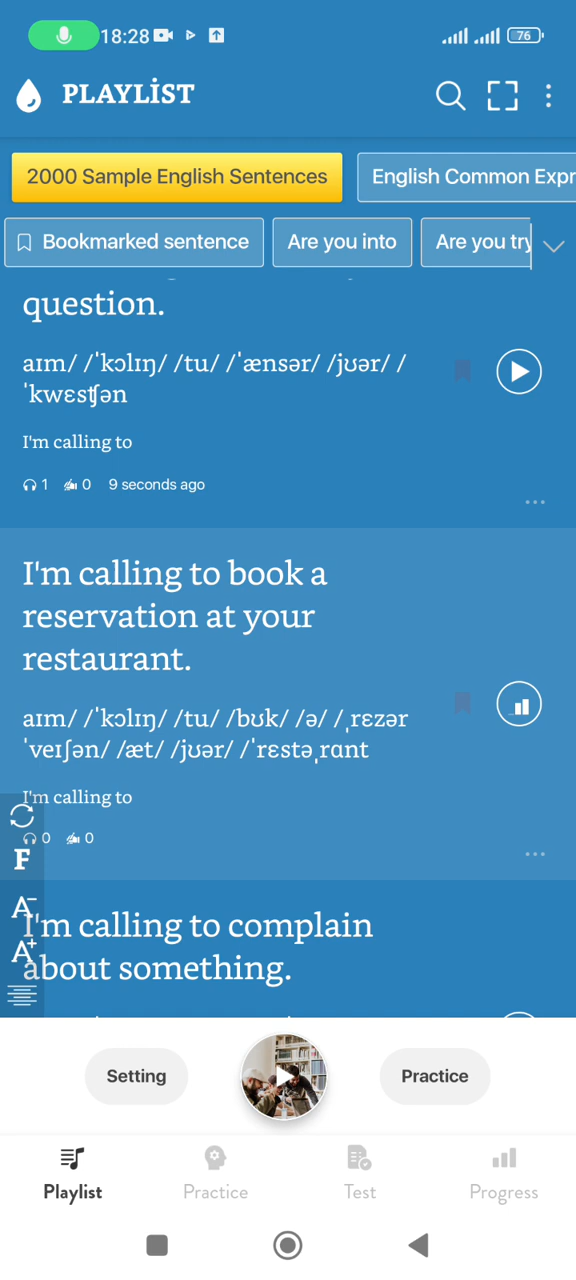 18:28
76
PLAYLİST
2000 Sample English Sentences
English Common Expr
Bookmarked sentence
Are you into
Are you try
question.
aɪm/ /ˈkɔlɪŋ/ /tu/ /ˈænsər/ /jʊər/ /
ˈkwɛsʧən
I'm calling to
1 0 9 seconds ago
I'm calling to book a
reservation at your
restaurant.
aɪm/ /ˈkɔlɪŋ/ /tu/ /bʊk/ /ə/ /ˌrɛzər
ˈveɪʃən/ /æt/ /jʊər/ /ˈrɛstəˌrɑnt
I'm calling to
0 0
F
A-
A+
I'm calling to complain
about something.
Setting
Practice
Playlist
Practice
Test
Progress